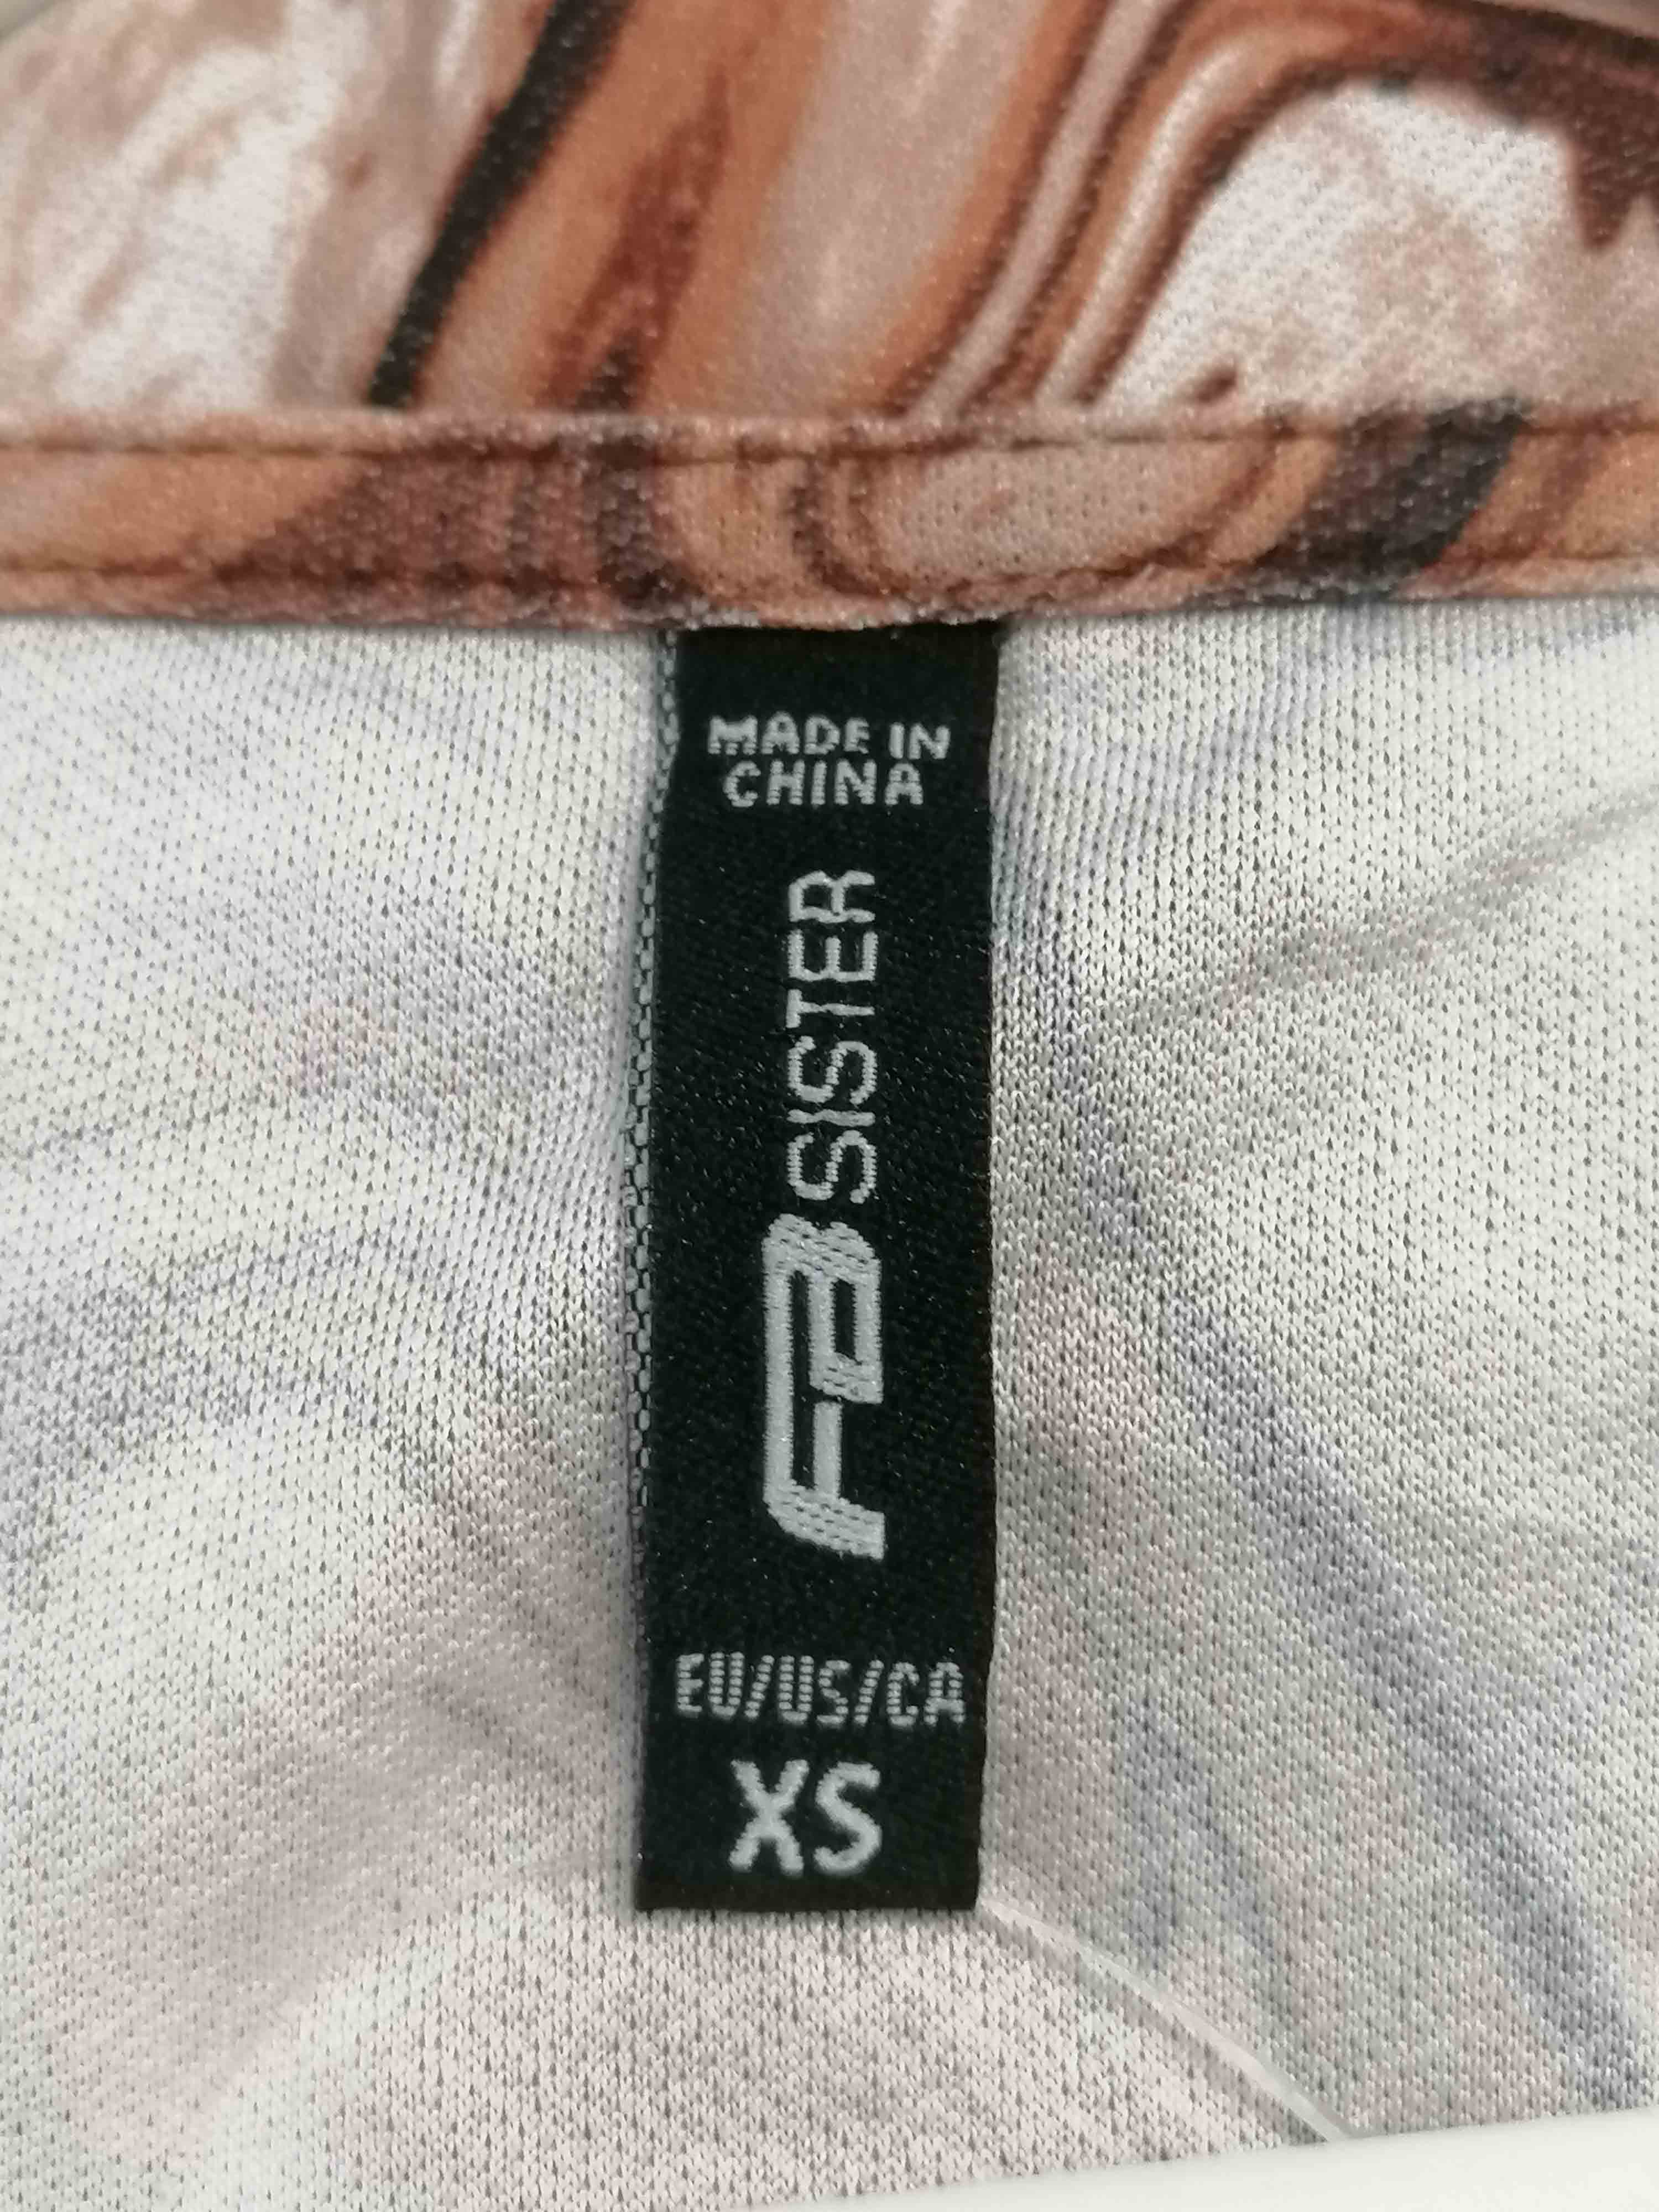 MADE IN
CHINA
FB SISTER
EU/US/CA
XS